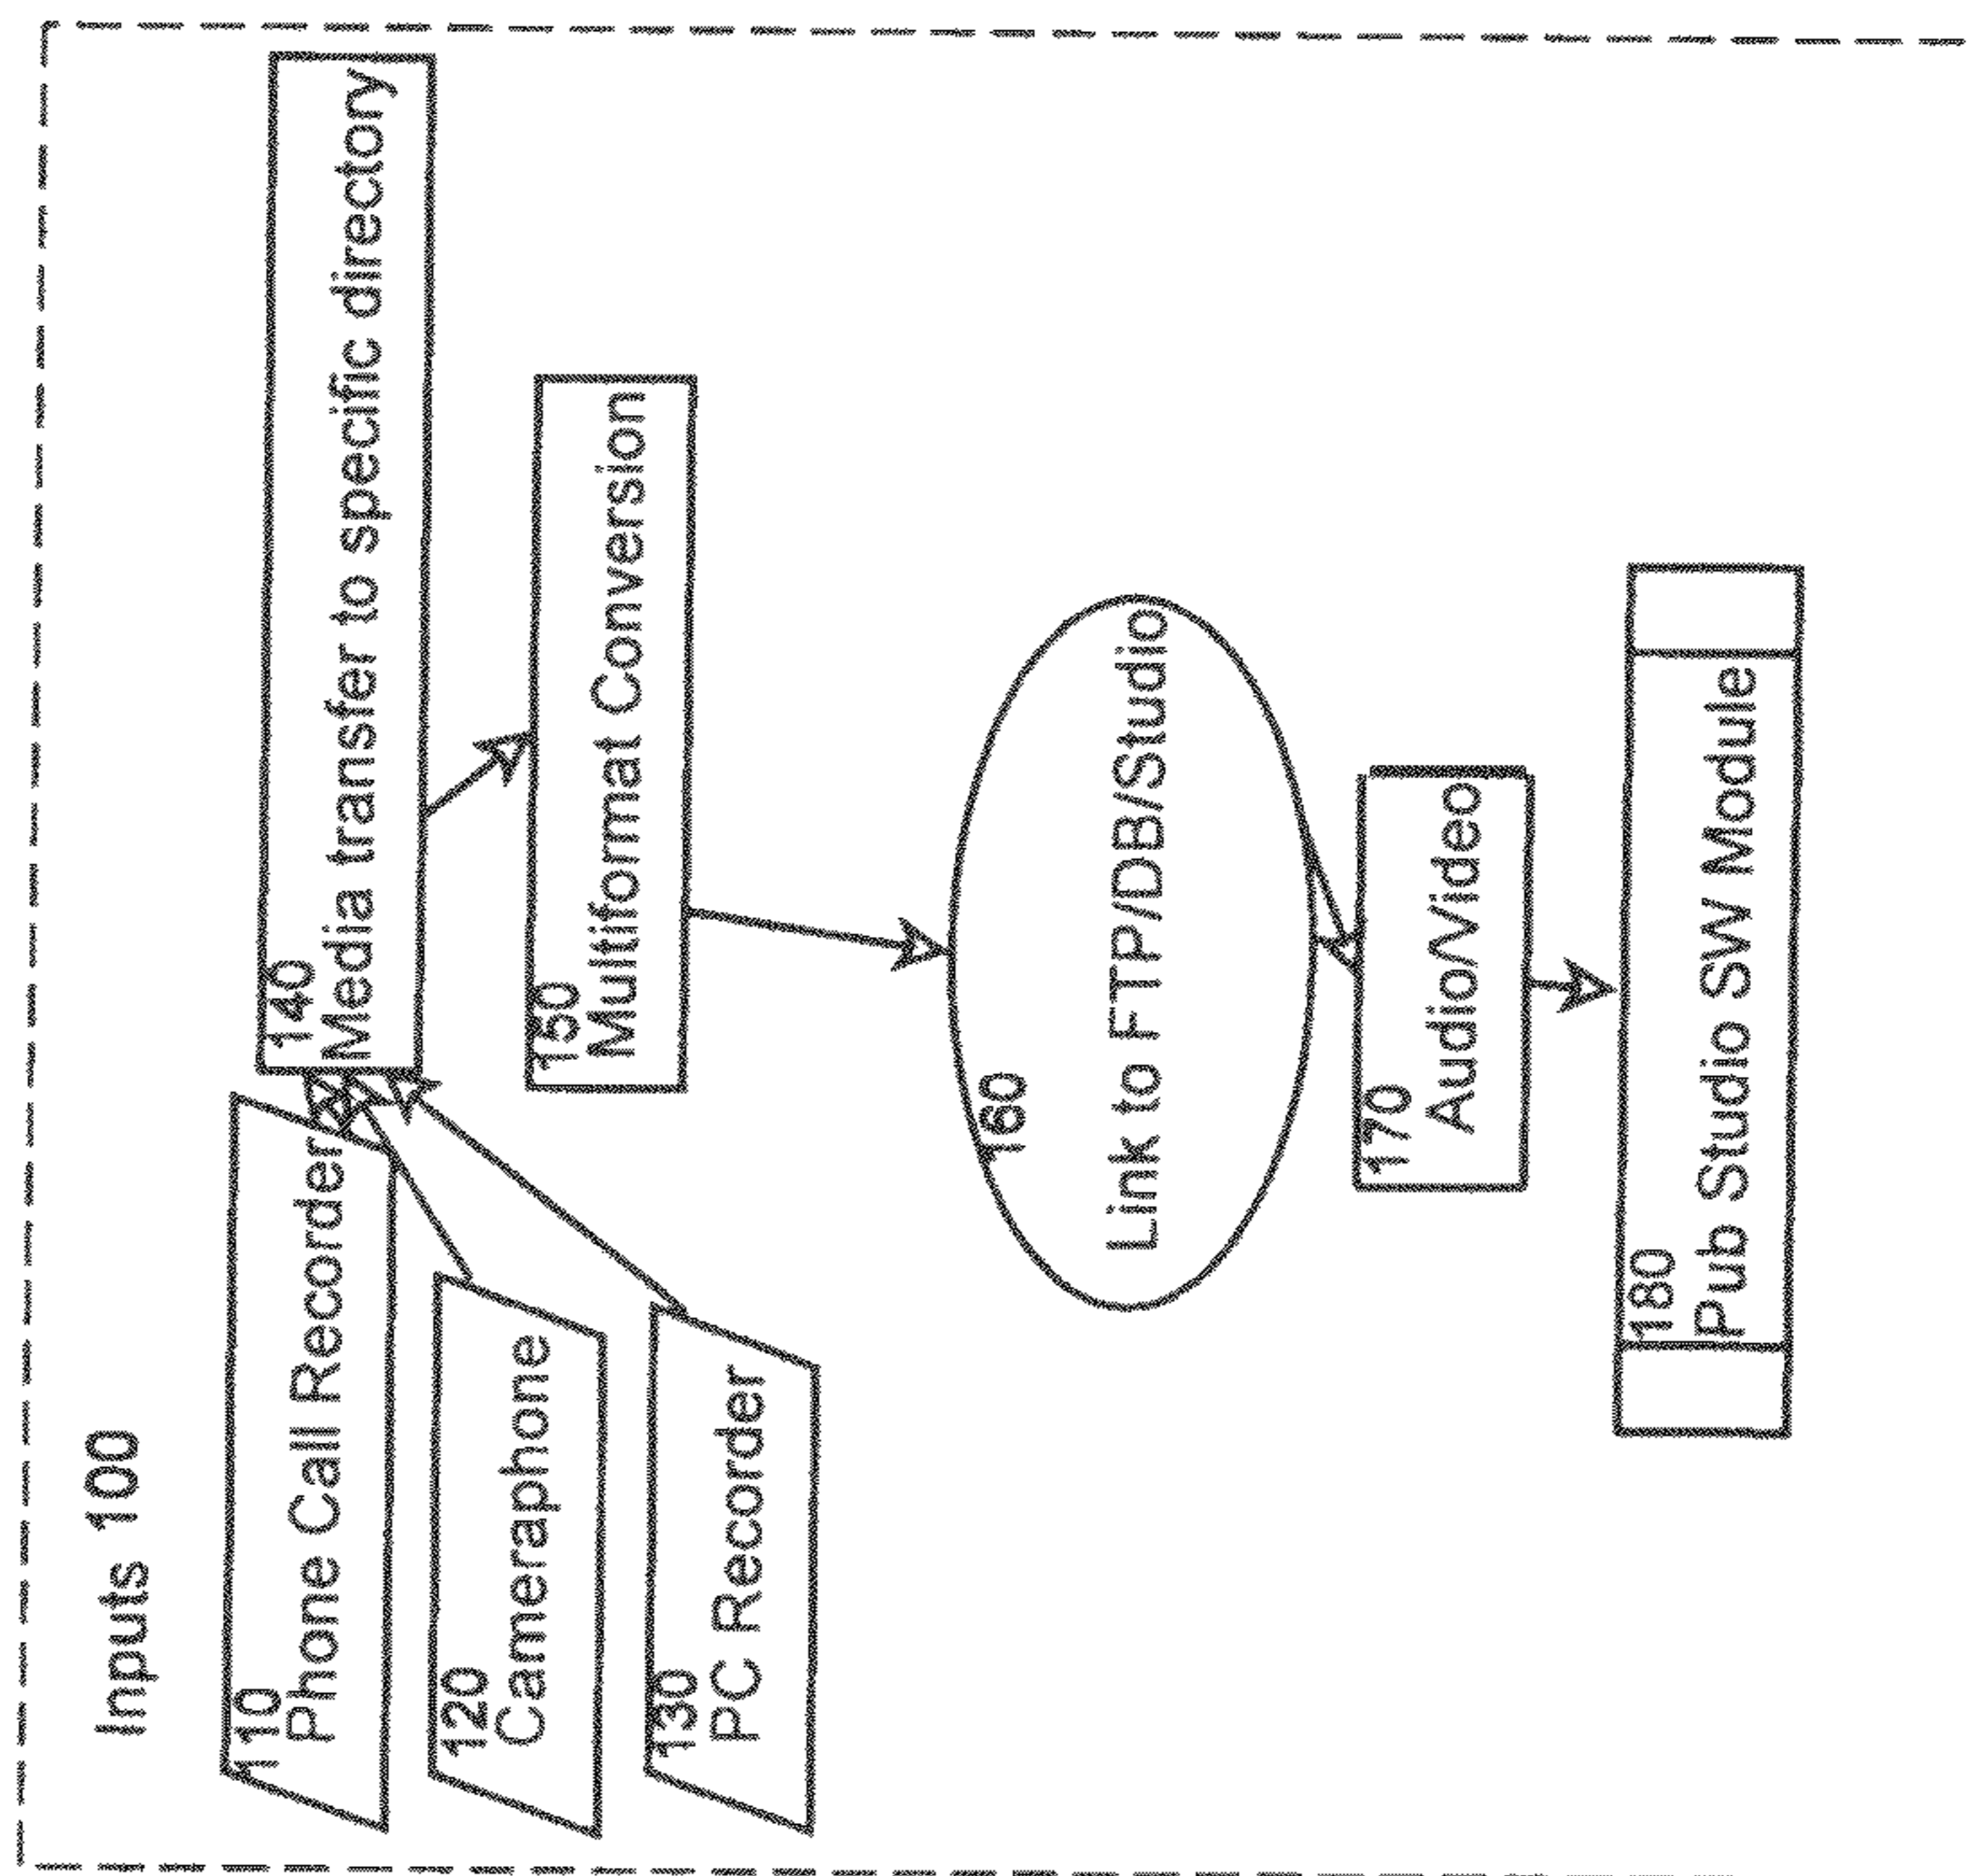 Inputs 100
110
Phone Call Recorder
120
Cameraphone
130
PC Recorder
140
Media transfer to specific directory
150
Multiformat Conversion
160
Link to FTP/DB/Studio
170
Audio/Video
180
Pub Studio SW Module